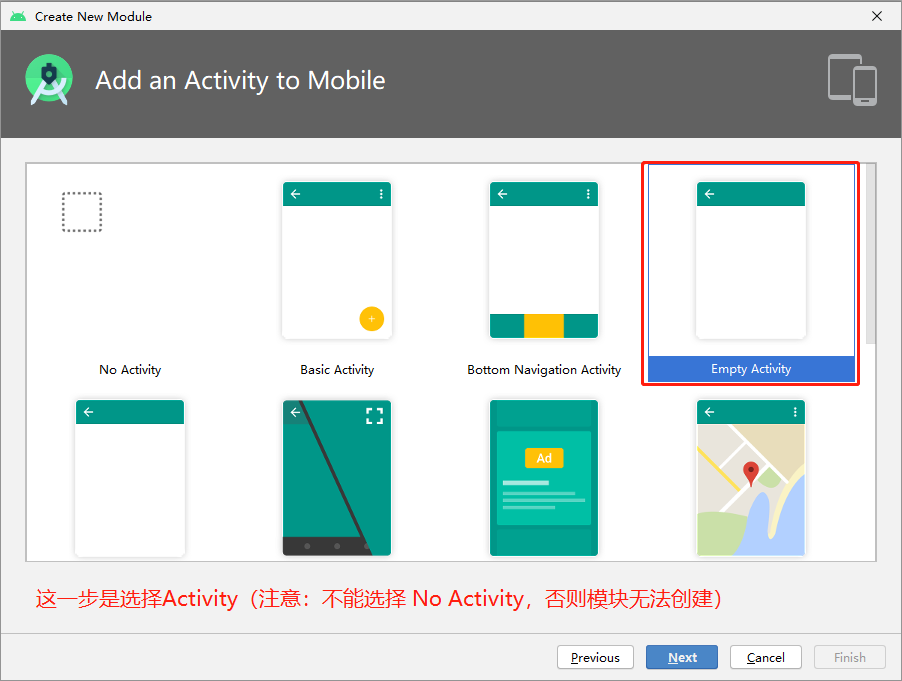 Create New Module
Add an Activity to Mobile
No Activity
Basic Activity
Bottom Navigation Activity
Empty Activity
Ad
这一步是选择Activity（注意：不能选择 No Activity，否则模块无法创建）
Previous
Next
Cancel
Finish